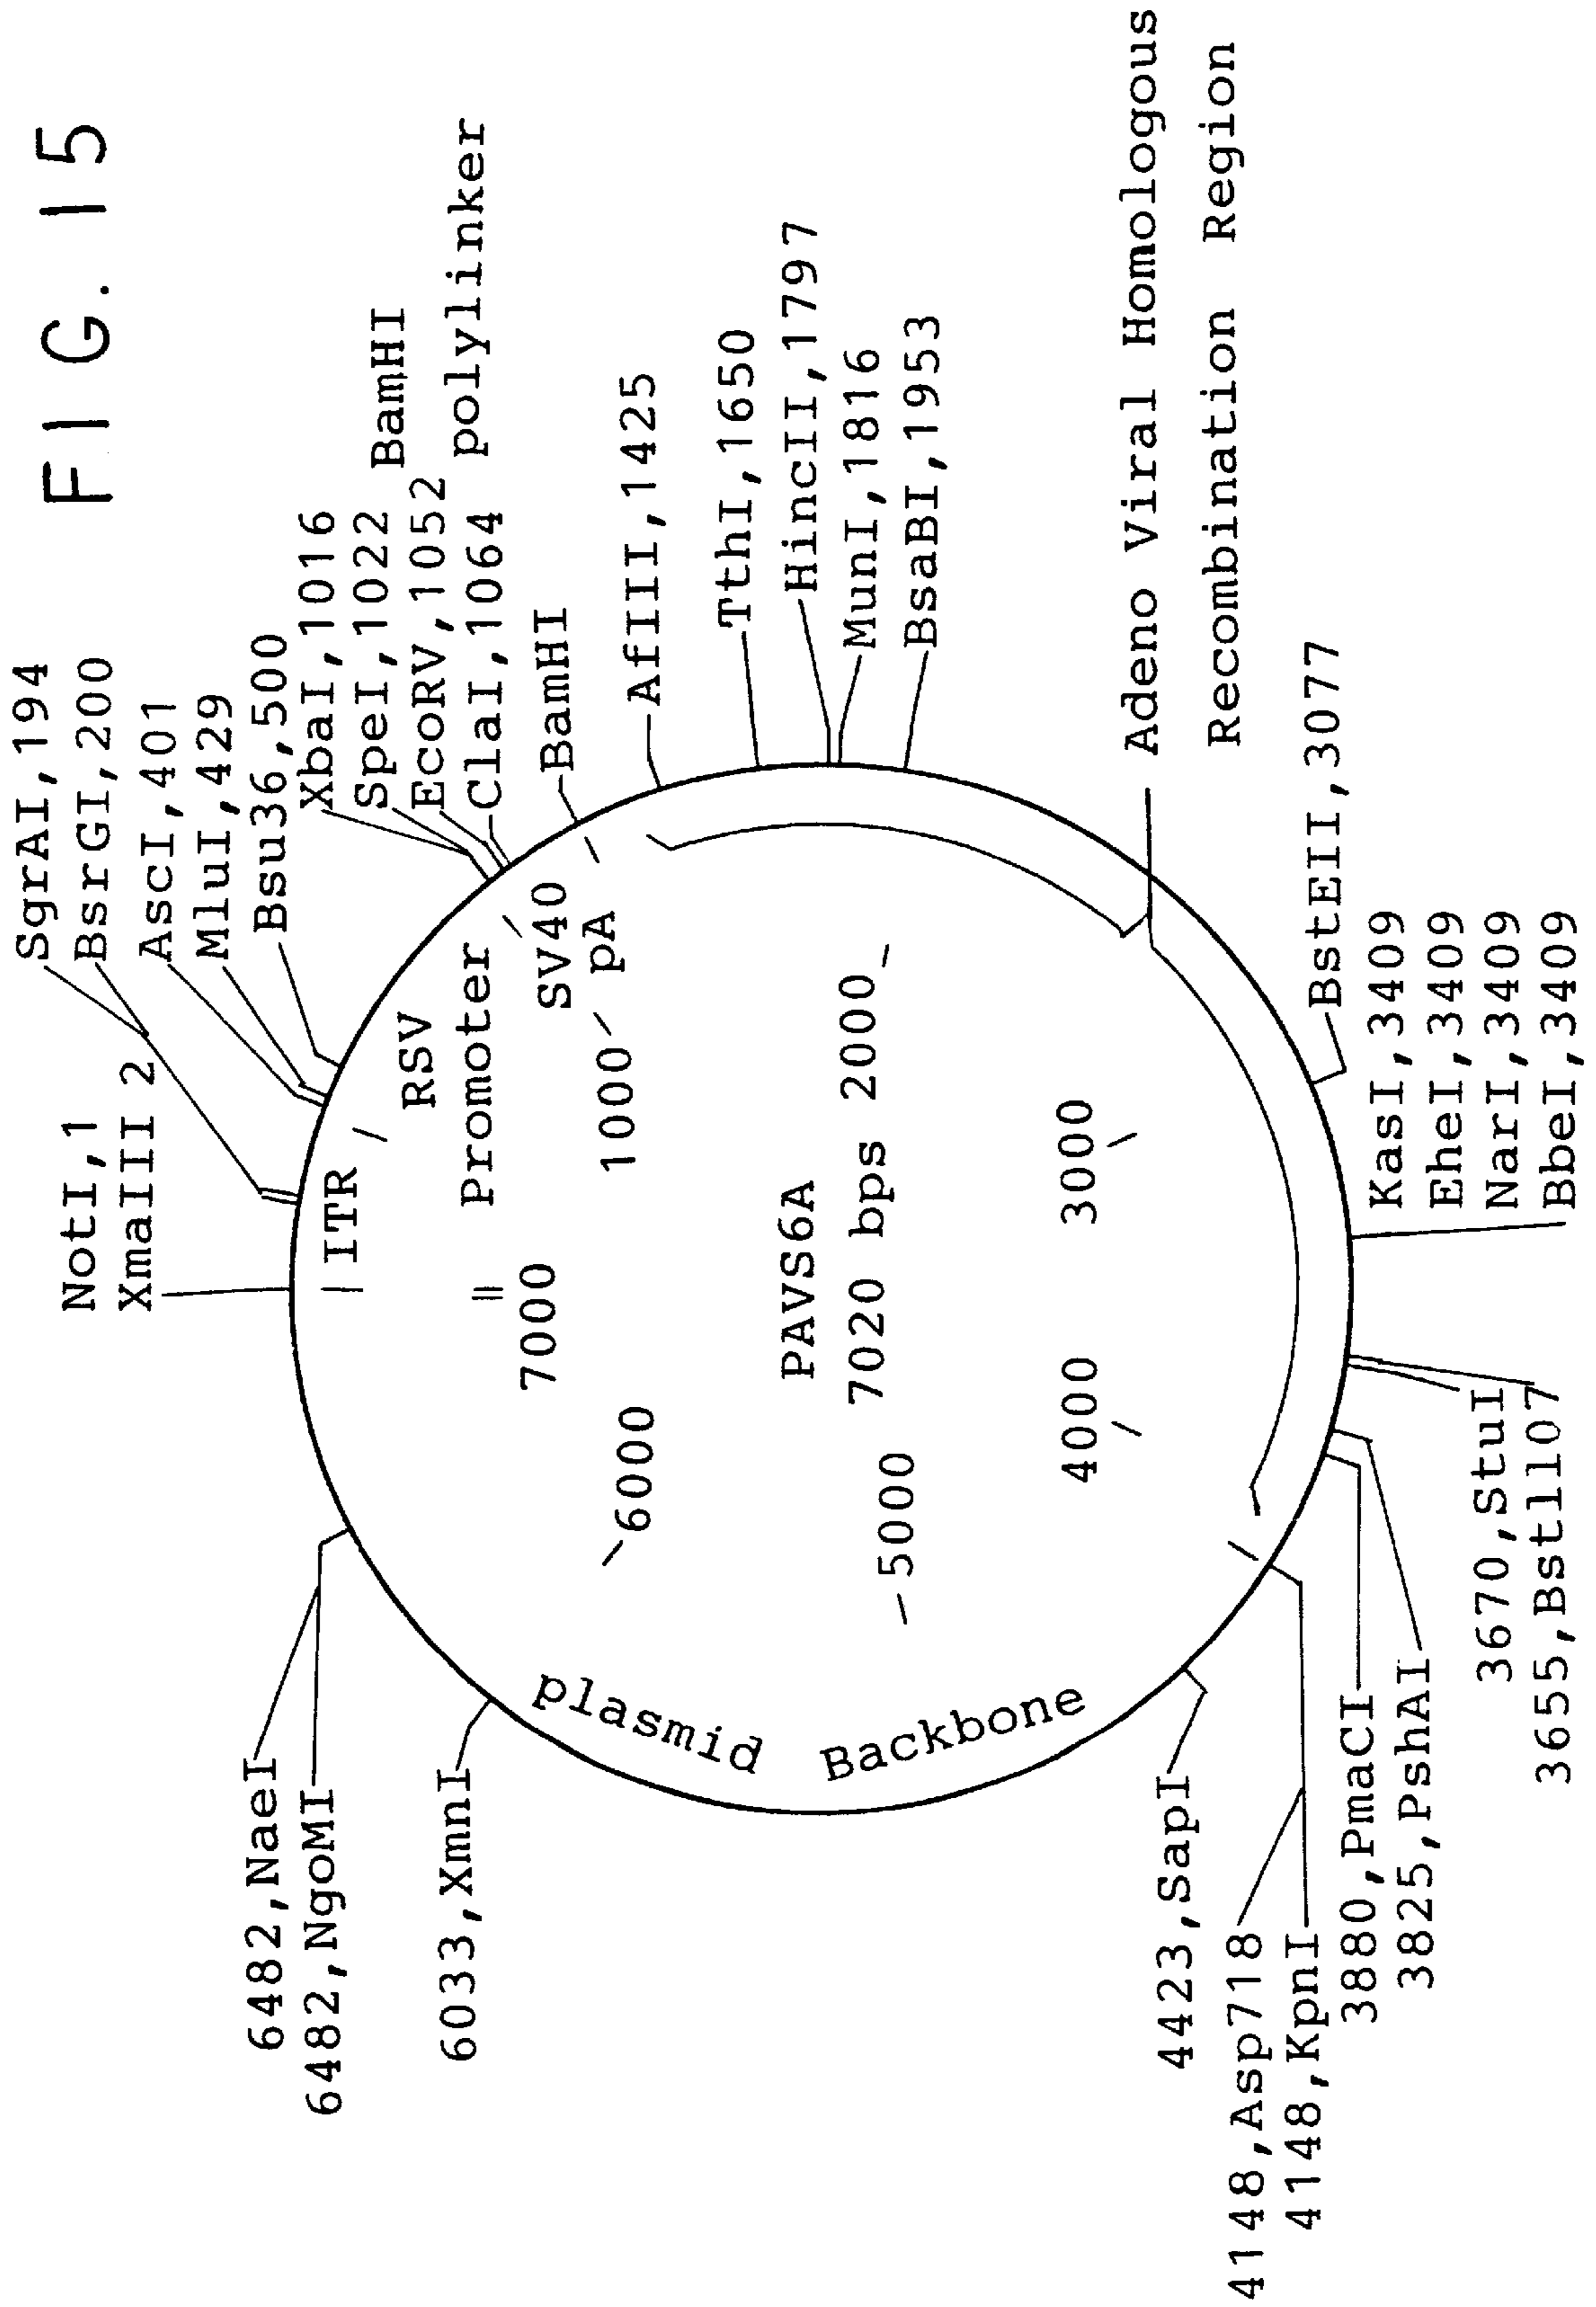 FIG. 15
NotI,1
XmaIII 2
SgrAI,194
BsrGI,200
AscI,401
MluI,429
Bsu36,500
XbaI,1016
SpeI,1022
EcoRV,1052
ClaI,1064
BamHI
polylinker
BamHI
AflII,1425
TthI,1650
HincII,1797
MunI,1816
BsaBI,1953
Adeno Viral Homologous
Recombination Region
BstEII,3077
KasI,3409
EheI,3409
NarI,3409
BbeI,3409
3670,StuI
3655,Bst1107
3825,PshAI
3880,PmaCI
4148,KpnI
4148,Asp718
4423,SapI
6033,XmnI
6482,NgoMI
6482,NaeI
ITR
RSV
Promoter
SV40
pA
7000
1000
2000
3000
4000
5000
6000
PAVS6A
7020 bps
plasmid
Backbone